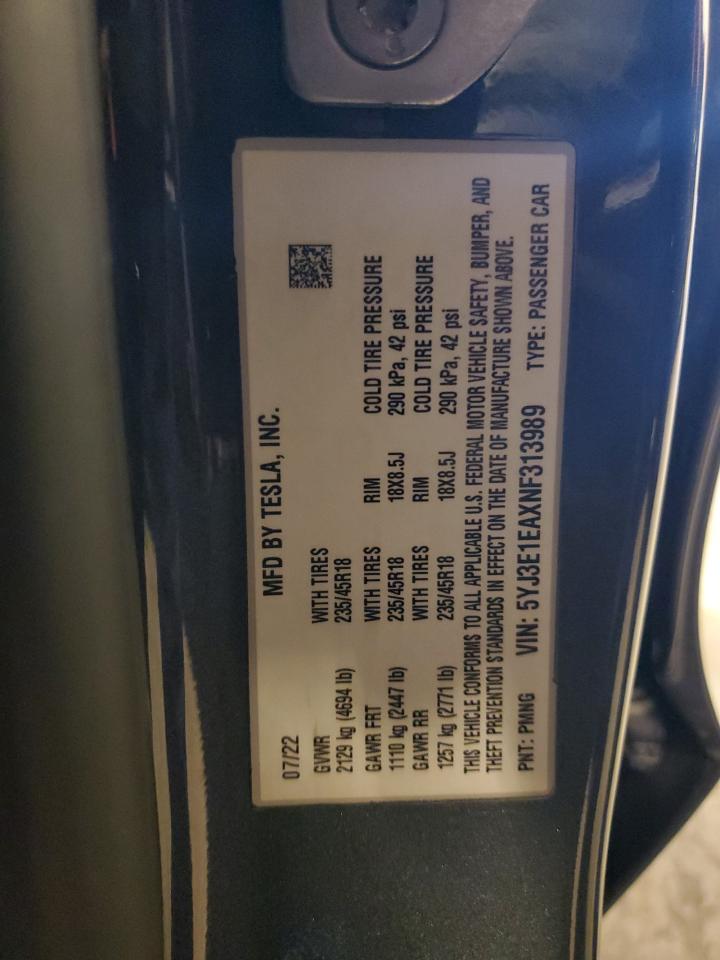 MFD BY TESLA, INC.
07/22
GVWR WITH TIRES
2129 kg (4694 lb) 235/45R18
GAWR FRT WITH TIRES RIM COLD TIRE PRESSURE
1110 kg (2447 lb) 235/45R18 18X8.5J 290 kPa, 42 psi
GAWR RR WITH TIRES RIM COLD TIRE PRESSURE
1257 kg (2771 lb) 235/45R18 18X8.5J 290 kPa, 42 psi
THIS VEHICLE CONFORMS TO ALL APPLICABLE U.S. FEDERAL MOTOR VEHICLE SAFETY, BUMPER, AND
THEFT PREVENTION STANDARDS IN EFFECT ON THE DATE OF MANUFACTURE SHOWN ABOVE.
PNT: PMNG VIN: 5YJ3E1EAXNF313989 TYPE: PASSENGER CAR